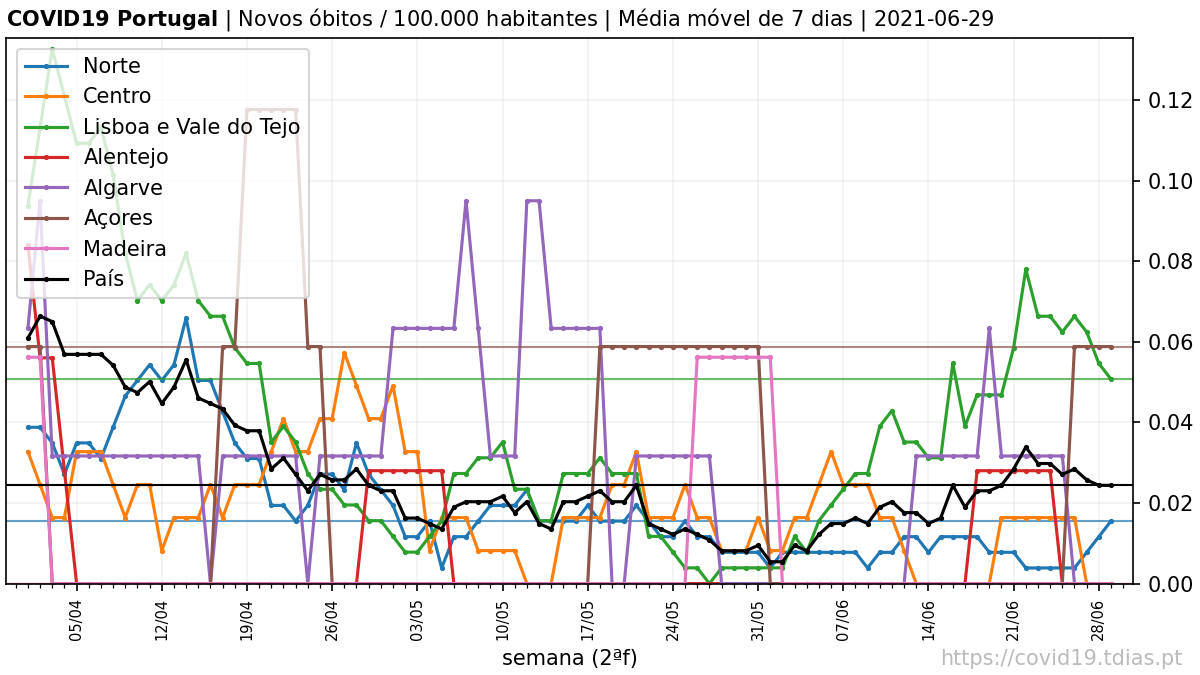 COVID19 Portugal | Novos óbitos / 100.000 habitantes | Média móvel de 7 dias | 2021-06-29
Norte
Centro
Lisboa e Vale do Tejo
Alentejo
Algarve
Açores
Madeira
País
0.12
0.10
0.08
0.06
0.04
0.02
0.00
05/04 12/04 19/04 26/04 03/05 10/05 17/05 24/05 31/05 07/06 14/06 21/06 28/06
semana (2ªf)
https://covid19.tdias.pt